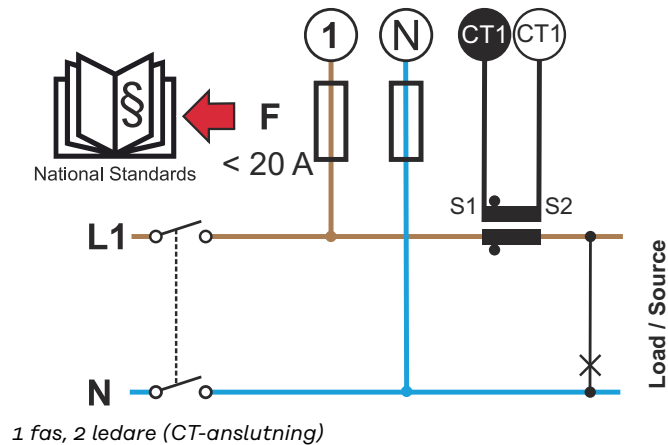 1 N CT1 CT1
§
F
National Standards
< 20 A
S1 S2
L1
N
Load / Source
1 fas, 2 ledare (CT-anslutning)